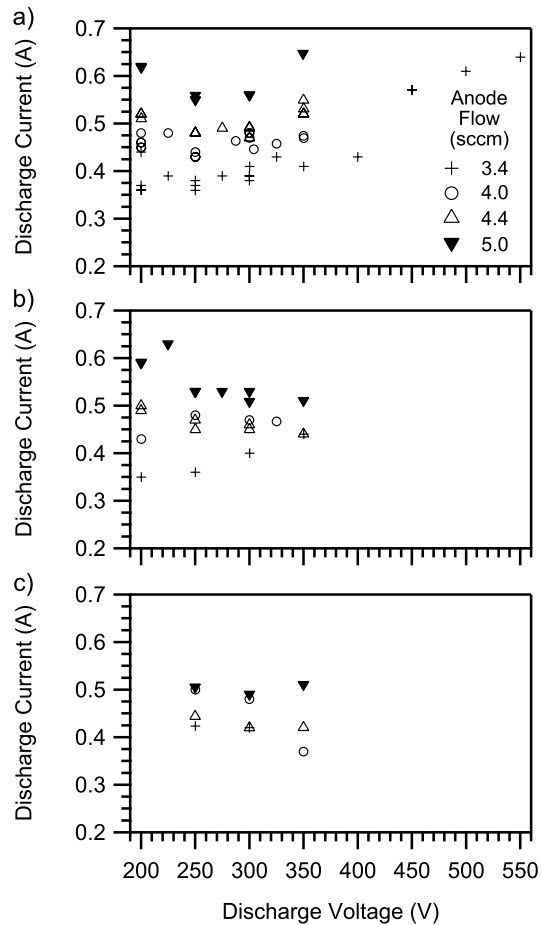 a)
0.7
0.6
0.5
0.4
0.3
0.2
Discharge Current (A)
Anode
Flow
(sccm)
3.4
4.0
4.4
5.0
b)
0.7
0.6
0.5
0.4
0.3
0.2
Discharge Current (A)
c)
0.7
0.6
0.5
0.4
0.3
0.2
Discharge Current (A)
200 250 300 350 400 450 500 550
Discharge Voltage (V)